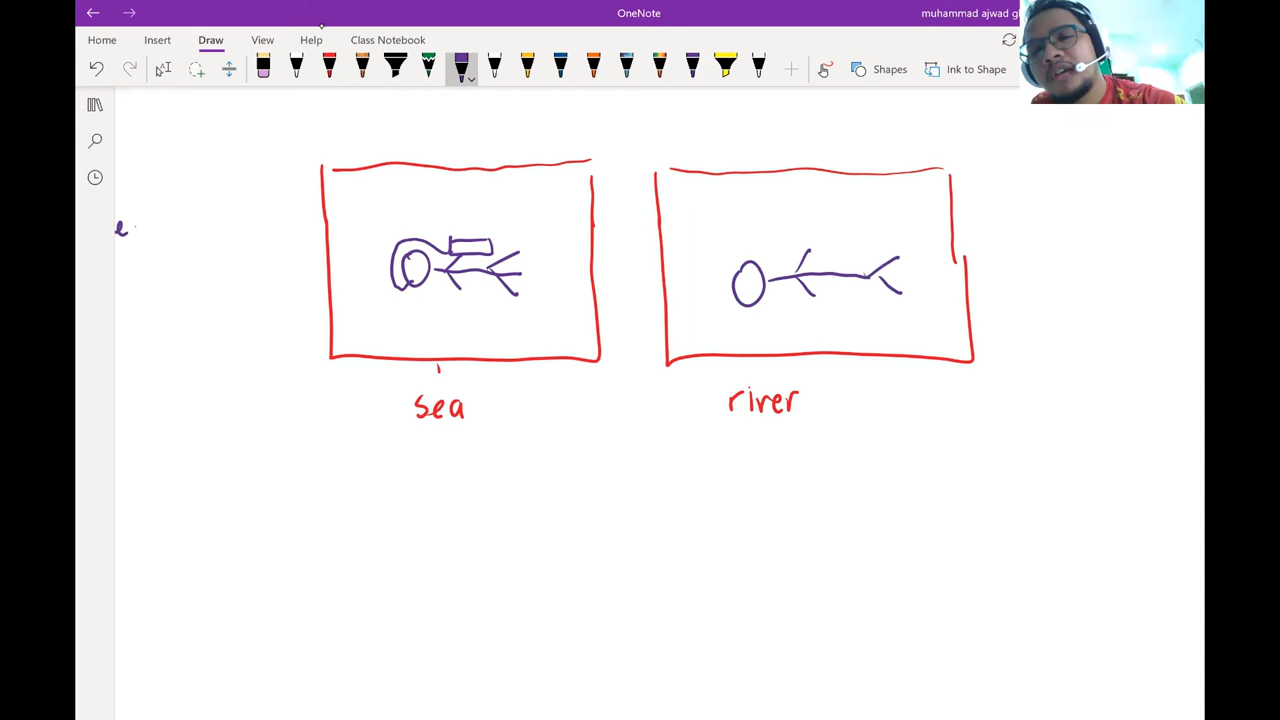 OneNote
muhammad ajwad
Home Insert Draw View Help Class Notebook
Shapes Ink to Shape
e
sea
river